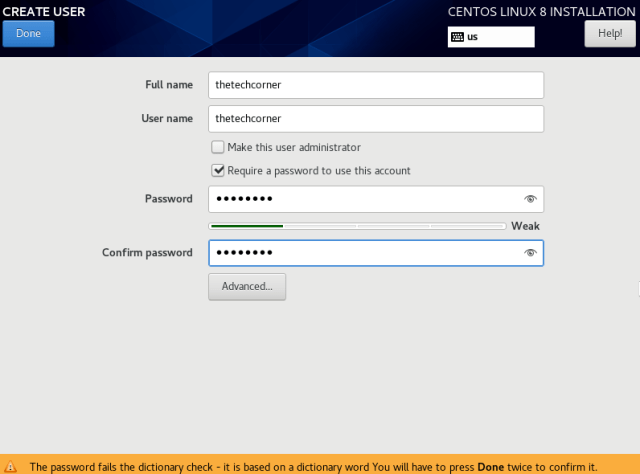 CREATE USER
CENTOS LINUX 8 INSTALLATION
Done
us
Help!
Full name
thetechcorner
User name
thetechcorner
Make this user administrator
Require a password to use this account
Password
••••••••
Weak
Confirm password
••••••••
Advanced...
The password fails the dictionary check - it is based on a dictionary word You will have to press Done twice to confirm it.